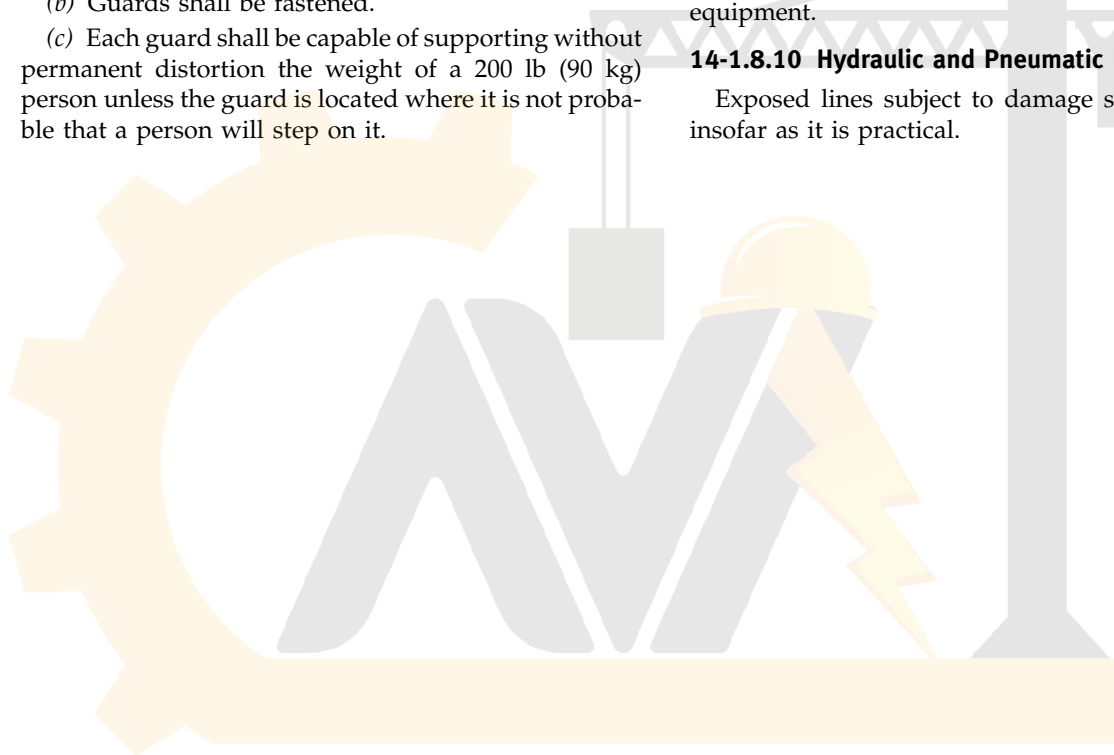 (b) Guards shall be fastened.
(c) Each guard shall be capable of supporting without
permanent distortion the weight of a 200 lb (90 kg)
person unless the guard is located where it is not proba-
ble that a person will step on it.
equipment.
14-1.8.10 Hydraulic and Pneumatic
Exposed lines subject to damage s
insofar as it is practical.